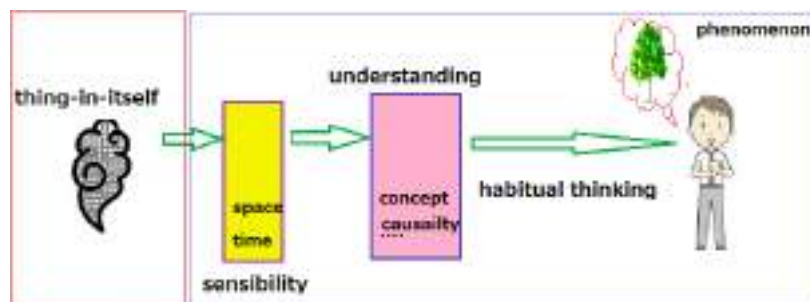 phenomenon
understanding
thing-in-itself
space
time
concept
causailty
habitual thinking
sensibility